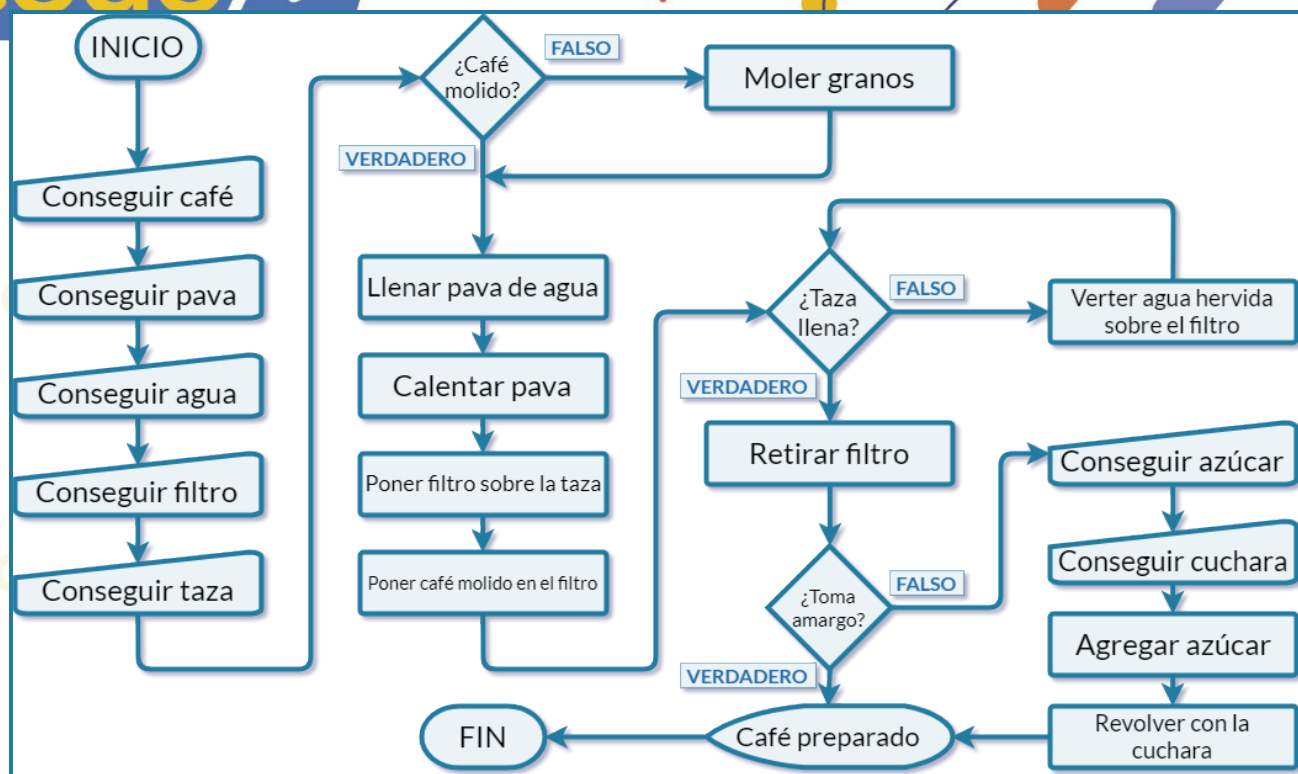 INICIO
Conseguir café
Conseguir pava
Conseguir agua
Conseguir filtro
Conseguir taza
¿Café
molido?
FALSO
Moler granos
VERDADERO
Llenar pava de agua
Calentar pava
Poner filtro sobre la taza
Poner café molido en el filtro
¿Taza
llena?
FALSO
Verter agua hervida
sobre el filtro
VERDADERO
Retirar filtro
¿Toma
amargo?
FALSO
Conseguir azúcar
Conseguir cuchara
Agregar azúcar
Revolver con la
cuchara
VERDADERO
Café preparado
FIN